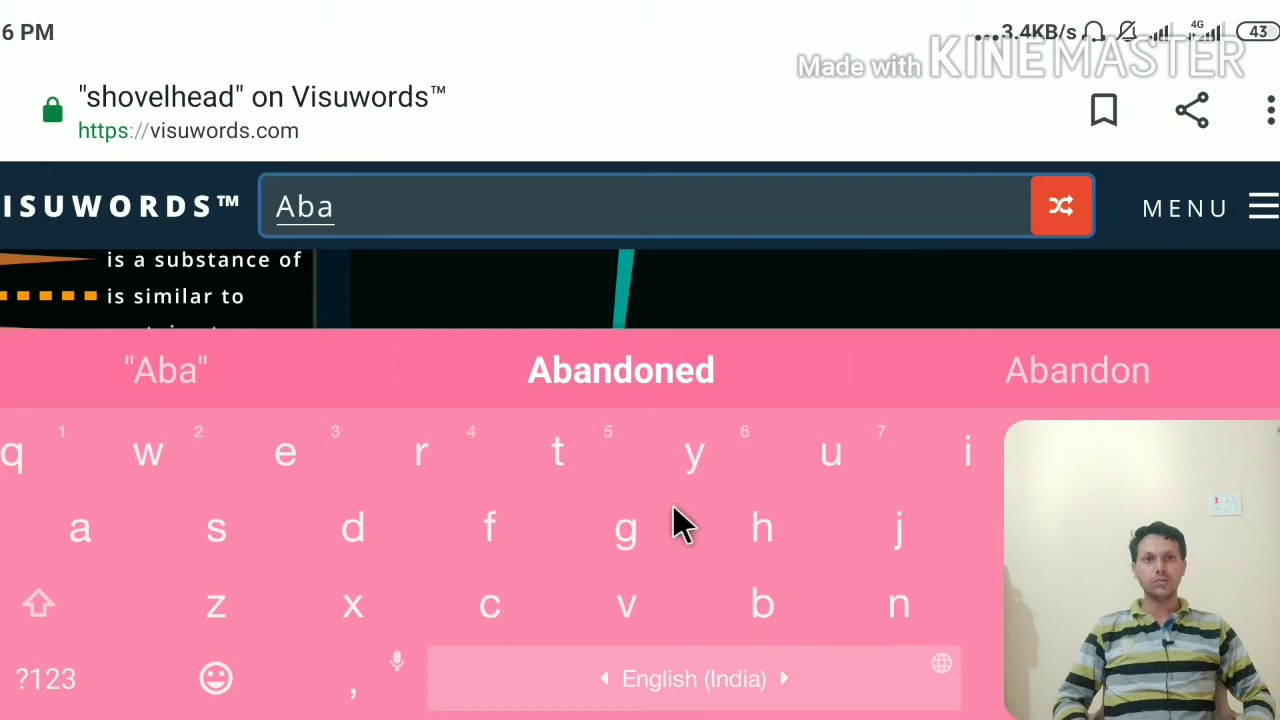 6 PM
...3.4KB/s 4G 43
Made with KINEMASTER
"shovelhead" on Visuwords™
https://visuwords.com
ISUWORDS™ Aba MENU
is a substance of
is similar to
"Aba" Abandoned Abandon
1 2 3 4 5 6 7
q w e r t y u i
a s d f g h j
z x c v b n
?123 , English (India)